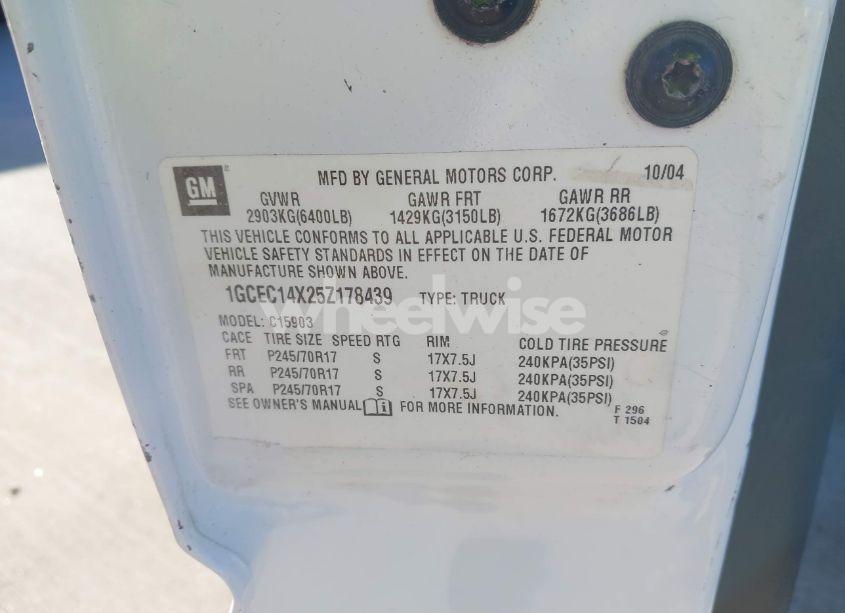 GM
MFD BY GENERAL MOTORS CORP. 10/04
GVWR GAWR FRT GAWR RR
2903KG(6400LB) 1429KG(3150LB) 1672KG(3686LB)
THIS VEHICLE CONFORMS TO ALL APPLICABLE U.S. FEDERAL MOTOR
VEHICLE SAFETY STANDARDS IN EFFECT ON THE DATE OF
MANUFACTURE SHOWN ABOVE.
1GCEC14X25Z178439 TYPE: TRUCK
wheelwise
MODEL: C15903
CACE TIRE SIZE SPEED RTG RIM COLD TIRE PRESSURE
FRT P245/70R17 S 17X7.5J 240KPA(35PSI)
RR P245/70R17 S 17X7.5J 240KPA(35PSI)
SPA P245/70R17 S 17X7.5J 240KPA(35PSI)
SEE OWNER'S MANUAL FOR MORE INFORMATION.
F 296
T 1504